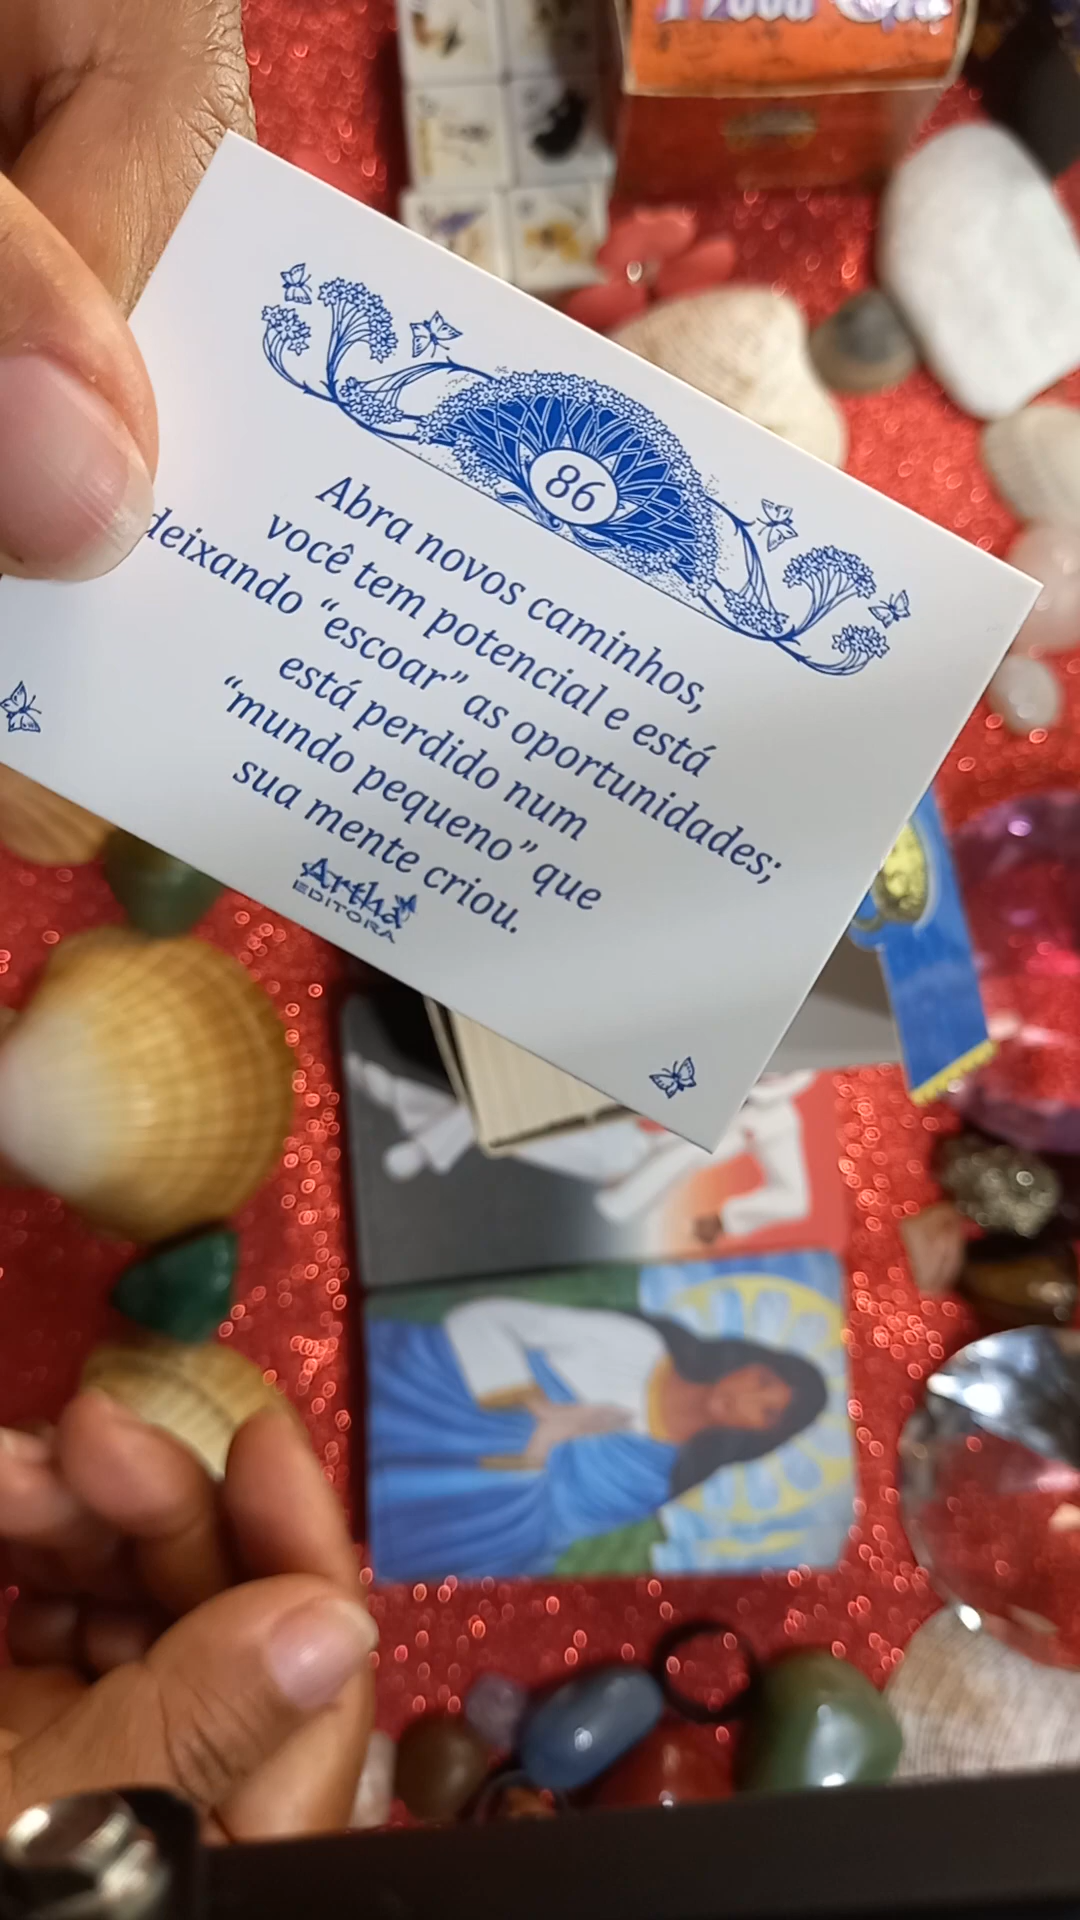 86
Abra novos caminhos,
você tem potencial e está
deixando “escoar” as oportunidades;
está perdido num
“mundo pequeno” que
sua mente criou.
Artha
EDITORA